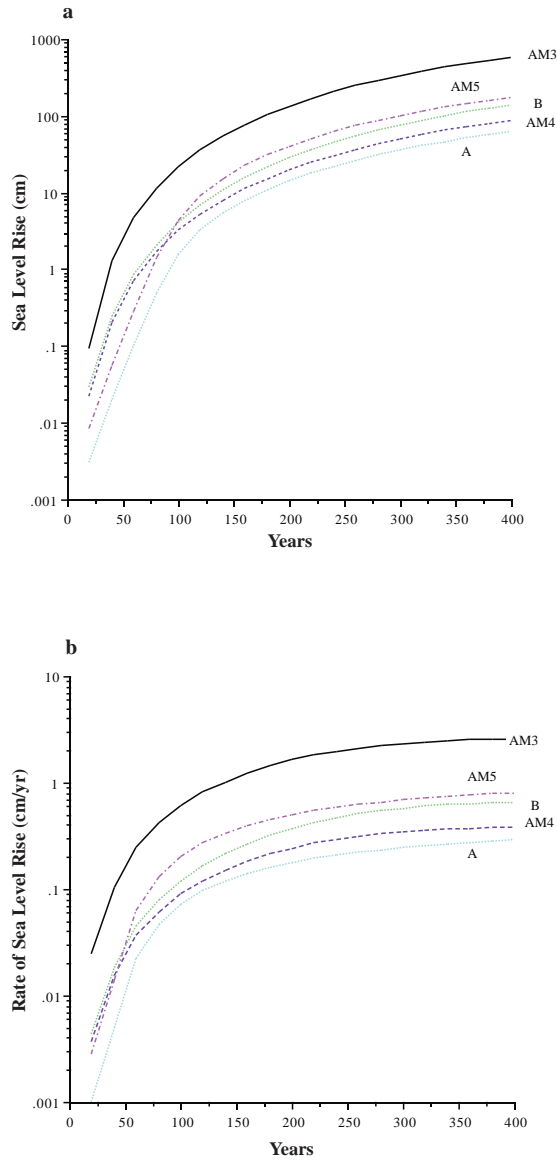 a
1000
100
10
1
.1
.01
.001
Sea Level Rise (cm)
AM3
AM5
B
AM4
A
0 50 100 150 200 250 300 350 400
Years
b
10
1
.1
.01
.001
Rate of Sea Level Rise (cm/yr)
AM3
AM5
B
AM4
A
0 50 100 150 200 250 300 350 400
Years